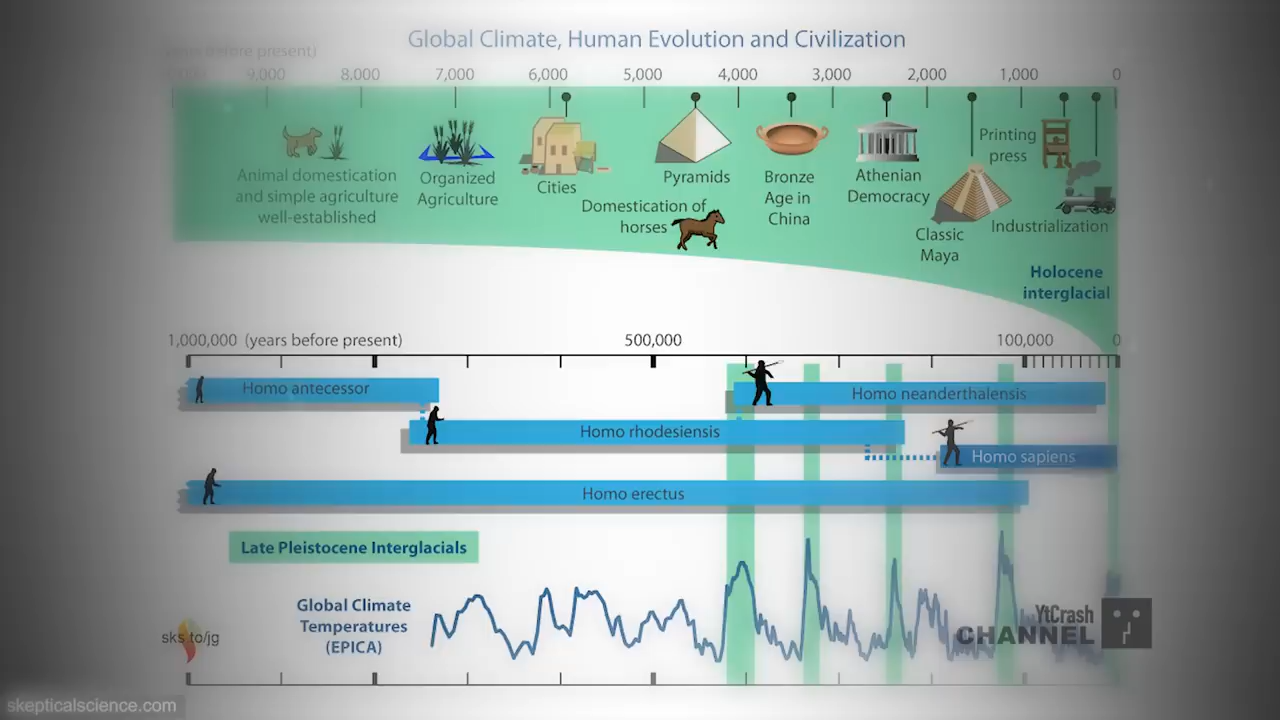 Global Climate, Human Evolution and Civilization
before present)
9,000 8,000 7,000 6,000 5,000 4,000 3,000 2,000 1,000 0
Animal domestication
and simple agriculture
well-established
Organized
Agriculture
Cities
Pyramids
Domestication of
horses
Bronze
Age in
China
Athenian
Democracy
Classic
Maya
Printing
press
Industrialization
Holocene
interglacial
1,000,000 (years before present) 500,000 100,000 0
Homo antecessor
Homo neanderthalensis
Homo rhodesiensis
Homo sapiens
Homo erectus
Late Pleistocene Interglacials
Global Climate
Temperatures
(EPICA)
sks to/jg
YtCrash
CHANNEL
skepticalscience.com